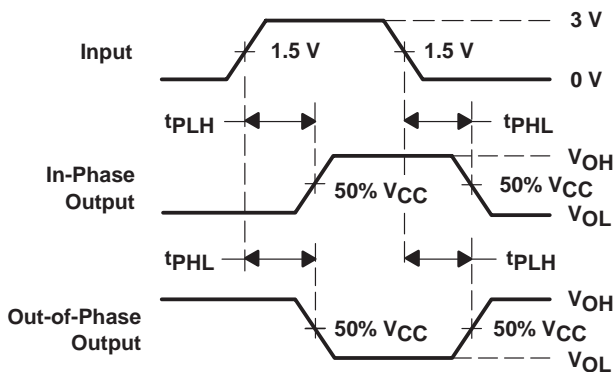 3 V
Input
1.5 V
1.5 V
0 V
tPLH
tPHL
In-Phase
Output
50% VCC
VOH
50% VCC
VOL
tPHL
tPLH
Out-of-Phase
Output
50% VCC
VOH
50% VCC
VOL